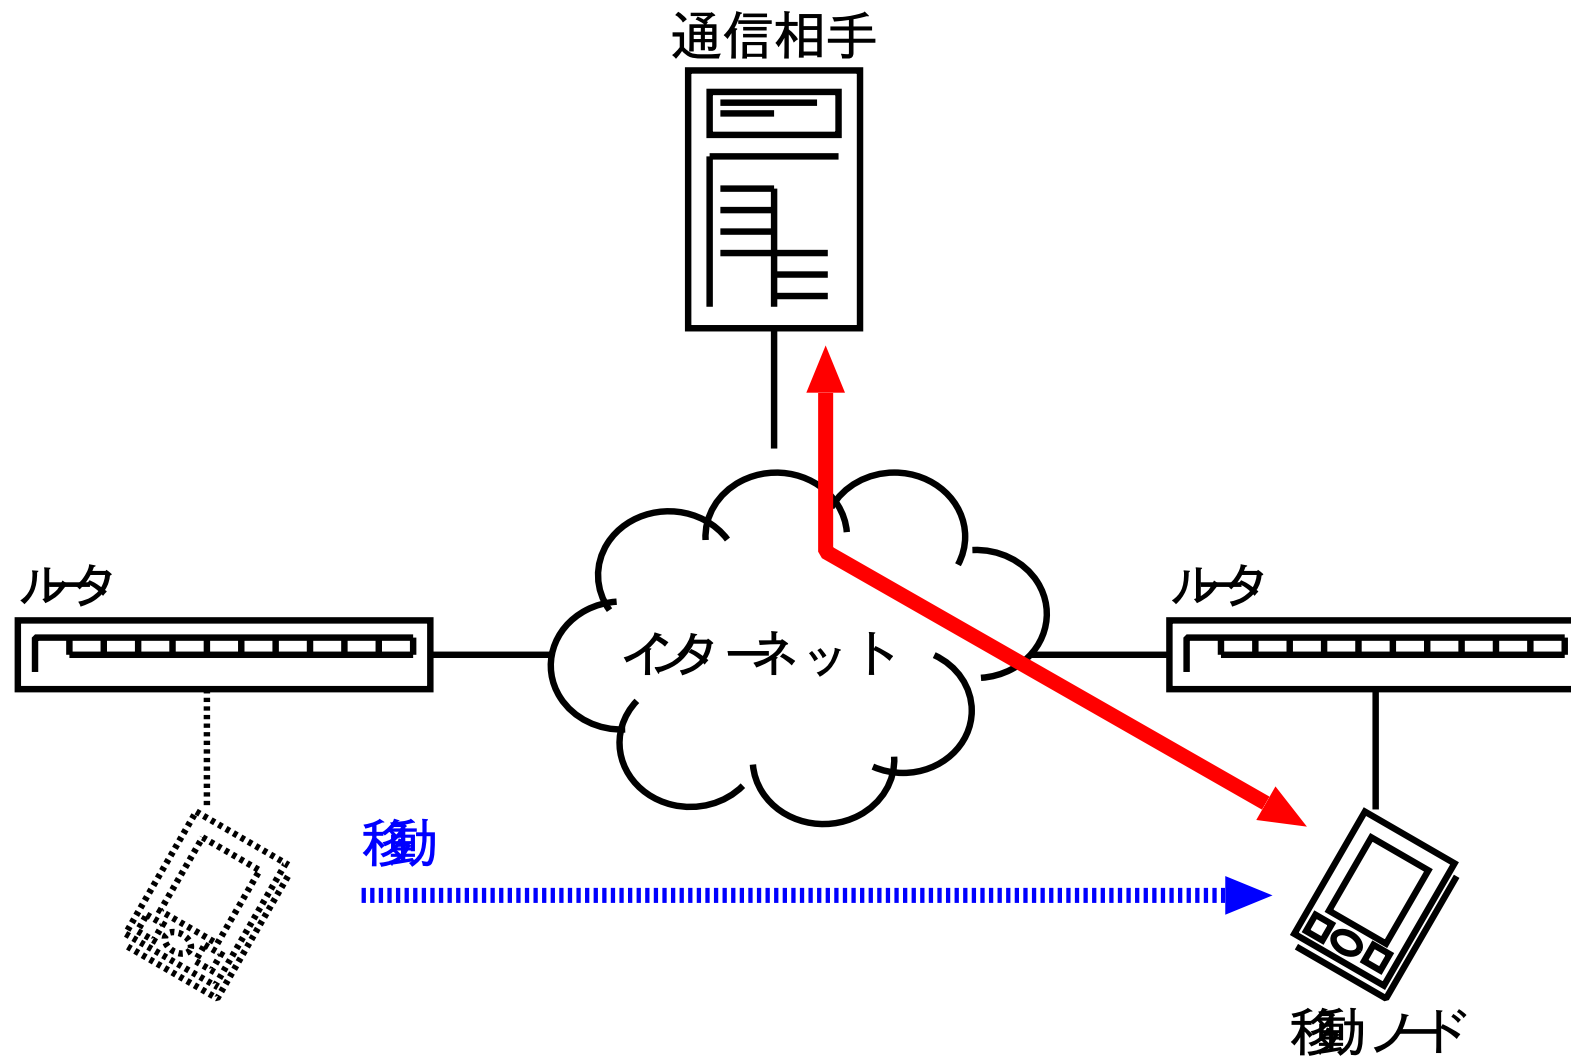 通信相手
ルータ
ルータ
インターネット
移動
移動ノード